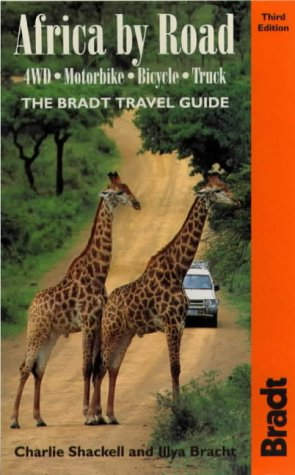 Third
Edition
Africa by Road
4WD • Motorbike • Bicycle • Truck
THE BRADT TRAVEL GUIDE
Charlie Shackell and Illya Bracht
Bradt